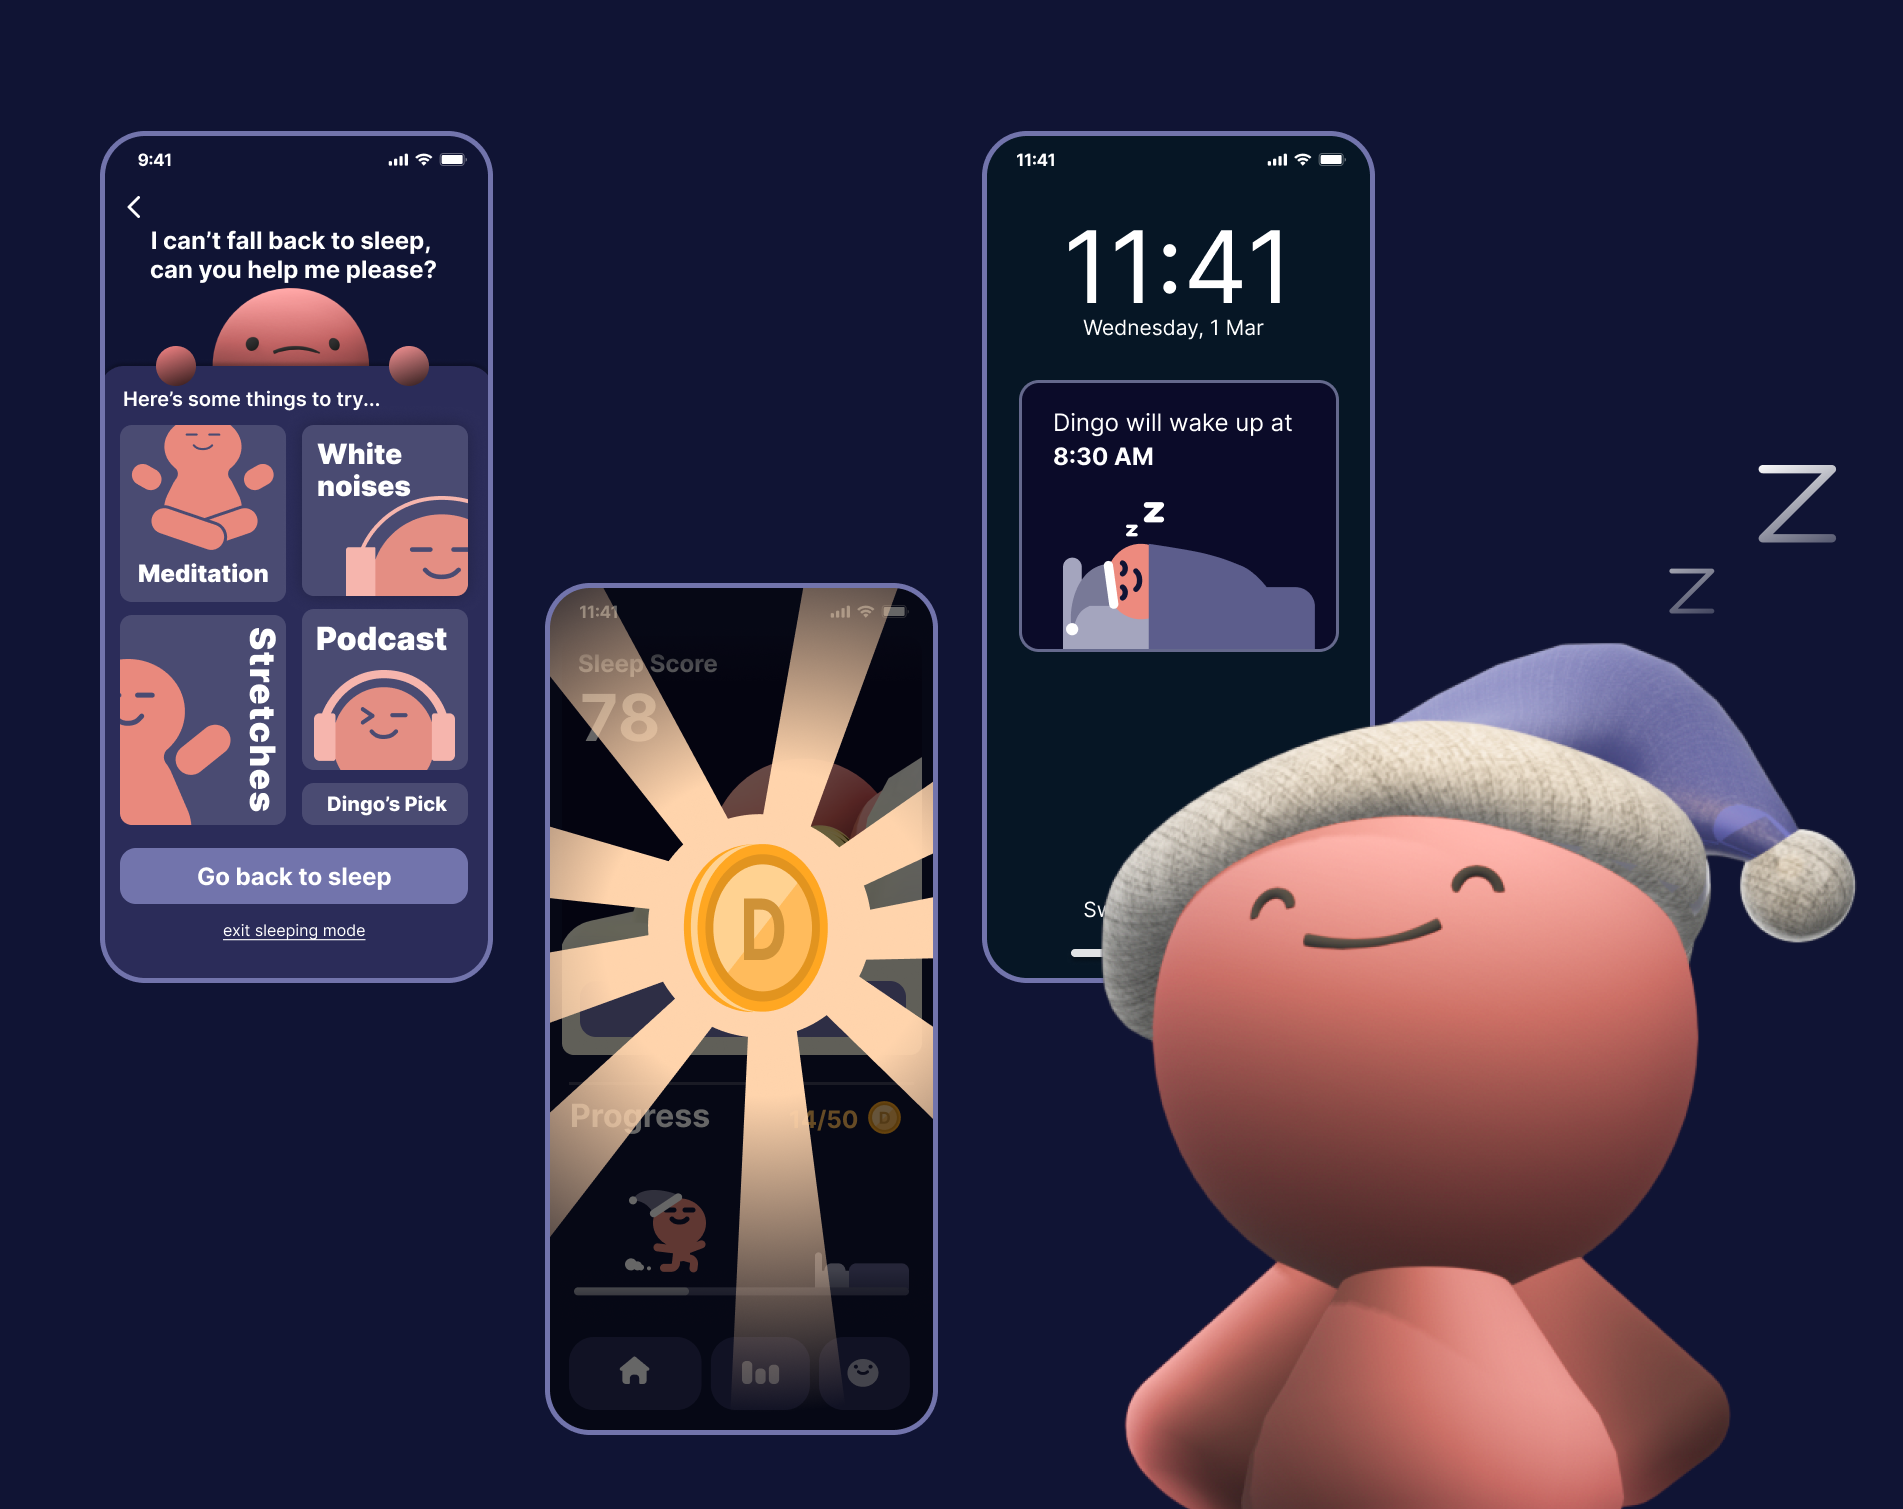 9:41
I can’t fall back to sleep,
can you help me please?
Here’s some things to try...
Meditation
White
noises
Stretches
Podcast
Dingo’s Pick
Go back to sleep
exit sleeping mode
11:41
Sleep Score
78
D
Progress
14/50
D
11:41
11:41
Wednesday, 1 Mar
Dingo will wake up at
8:30 AM
z
Z
Z
Z